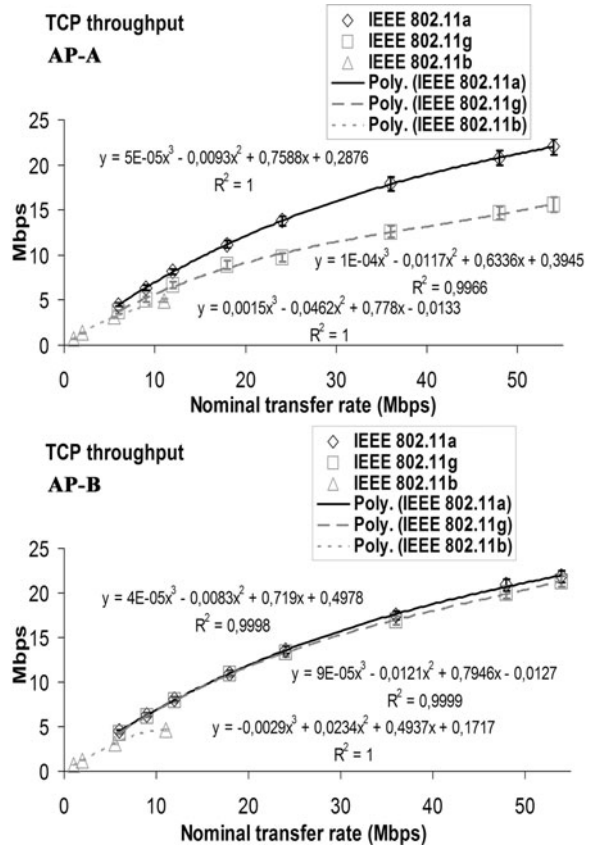 TCP throughput
AP-A
IEEE 802.11a
IEEE 802.11g
IEEE 802.11b
Poly. (IEEE 802.11a)
Poly. (IEEE 802.11g)
Poly. (IEEE 802.11b)
25
20
15
10
5
0
Mbps
y = 5E-05x³ - 0,0093x² + 0,7588x + 0,2876
R² = 1
y = 1E-04x³ - 0,0117x² + 0,6336x + 0,3945
R² = 0,9966
y = 0,0015x³ - 0,0462x² + 0,778x - 0,0133
R² = 1
0 10 20 30 40 50
Nominal transfer rate (Mbps)
TCP throughput
AP-B
IEEE 802.11a
IEEE 802.11g
IEEE 802.11b
Poly. (IEEE 802.11a)
Poly. (IEEE 802.11g)
Poly. (IEEE 802.11b)
25
20
15
10
5
0
Mbps
y = 4E-05x³ - 0,0083x² + 0,719x + 0,4978
R² = 0,9998
y = 9E-05x³ - 0,0121x² + 0,7946x - 0,0127
R² = 0,9999
y = -0,0029x³ + 0,0234x² + 0,4937x + 0,1717
R² = 1
0 10 20 30 40 50
Nominal transfer rate (Mbps)